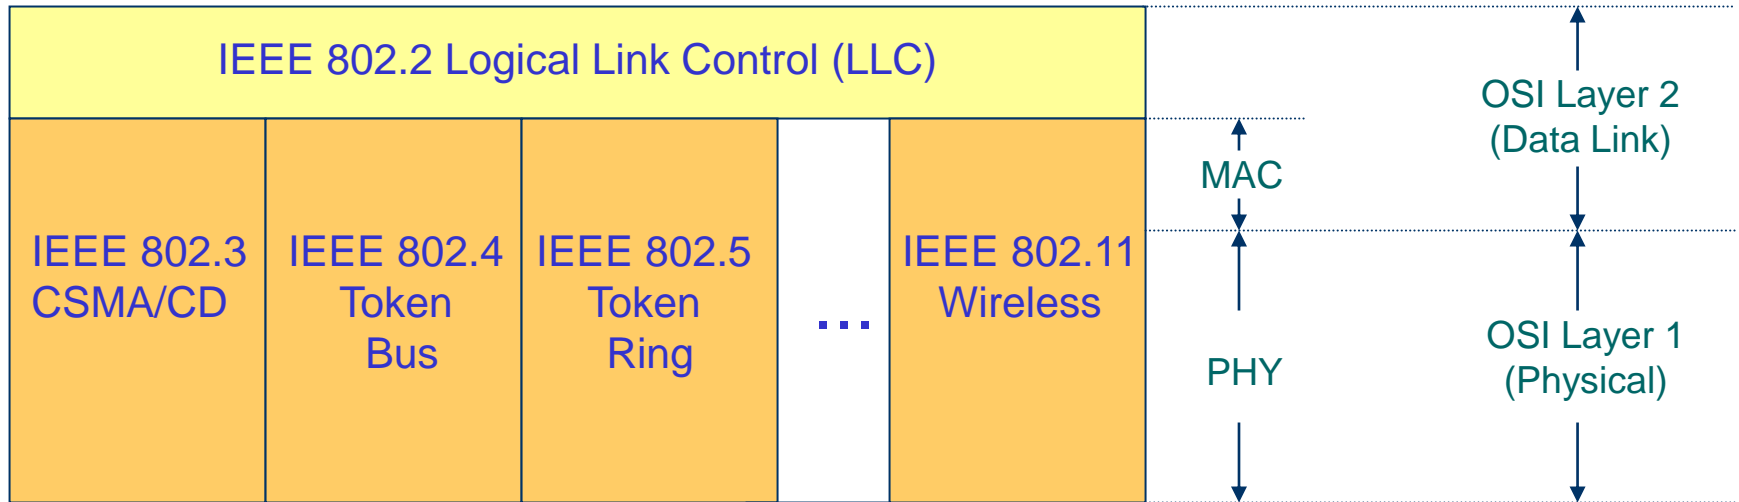 IEEE 802.2 Logical Link Control (LLC)
IEEE 802.3
CSMA/CD
IEEE 802.4
Token
Bus
IEEE 802.5
Token
Ring
...
IEEE 802.11
Wireless
MAC
PHY
OSI Layer 2
(Data Link)
OSI Layer 1
(Physical)